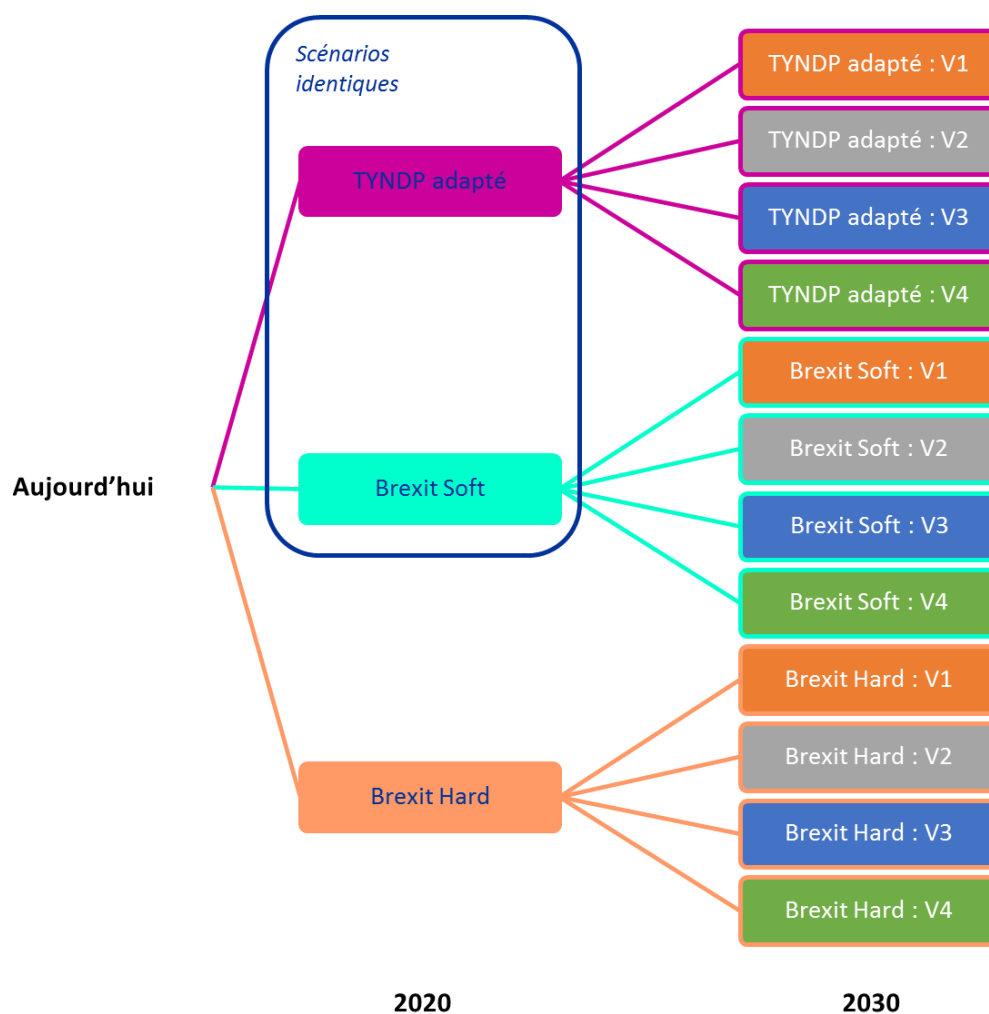 Scénarios
identiques
TYNDP adapté
Brexit Soft
Aujourd’hui
Brexit Hard
TYNDP adapté : V1
TYNDP adapté : V2
TYNDP adapté : V3
TYNDP adapté : V4
Brexit Soft : V1
Brexit Soft : V2
Brexit Soft : V3
Brexit Soft : V4
Brexit Hard : V1
Brexit Hard : V2
Brexit Hard : V3
Brexit Hard : V4
2020
2030